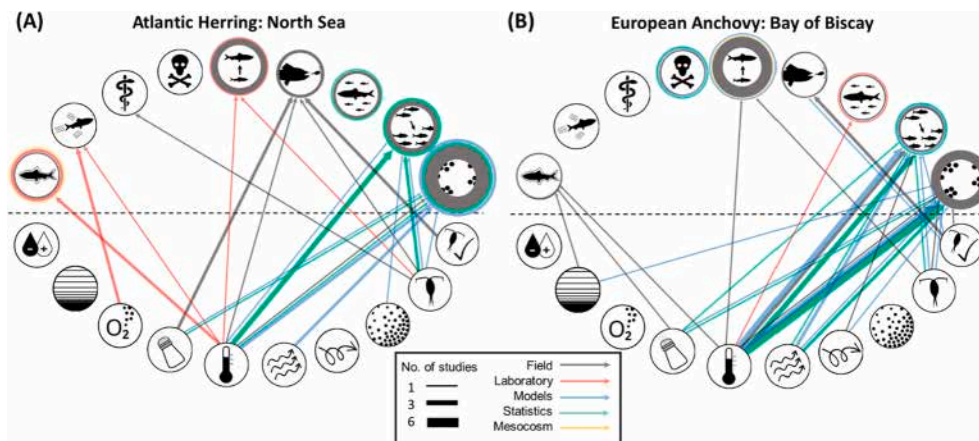 (A) Atlantic Herring: North Sea
(B) European Anchovy: Bay of Biscay
- +
O2
- +
O2
No. of studies
1
3
6
Field
Laboratory
Models
Statistics
Mesocosm